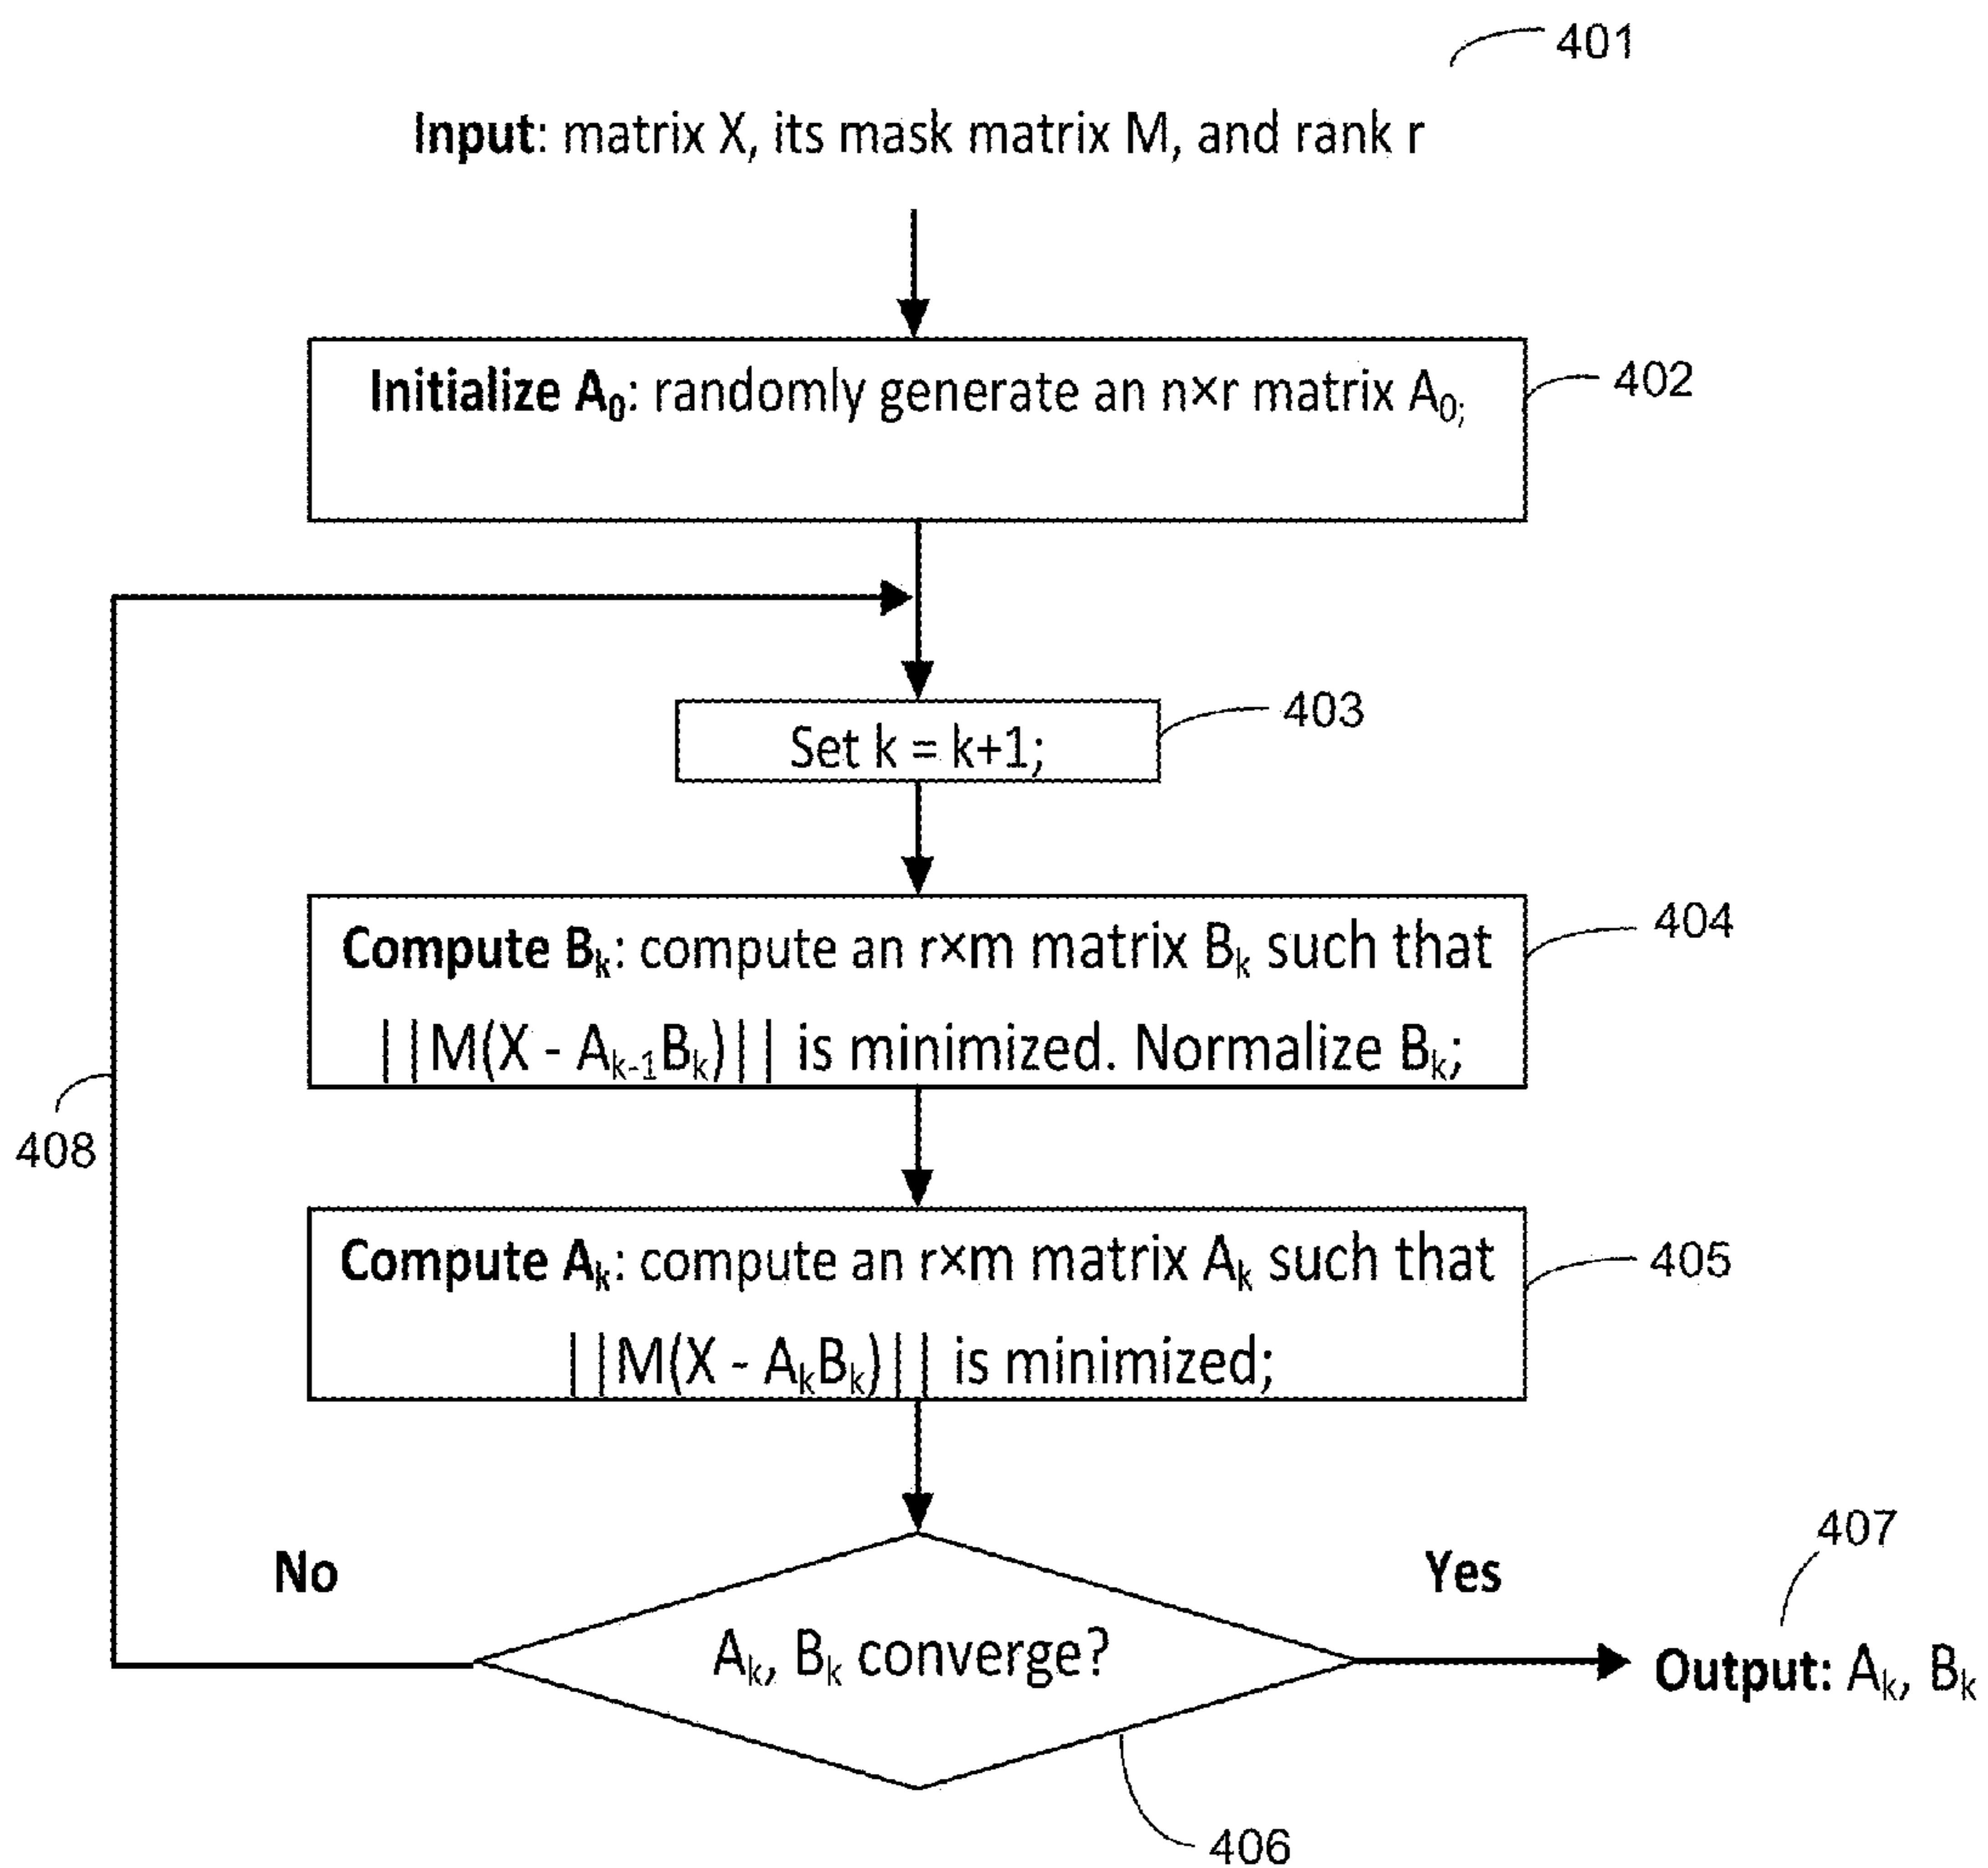 401
Input: matrix X, its mask matrix M, and rank r
Initialize A₀: randomly generate an n×r matrix A₀;
402
Set k = k+1;
403
Compute Bₖ: compute an r×m matrix Bₖ such that
||M(X - Aₖ₋₁Bₖ)|| is minimized. Normalize Bₖ;
404
Compute Aₖ: compute an r×m matrix Aₖ such that
||M(X - AₖBₖ)|| is minimized;
405
408
No
Yes
Aₖ, Bₖ converge?
407
Output: Aₖ, Bₖ
406